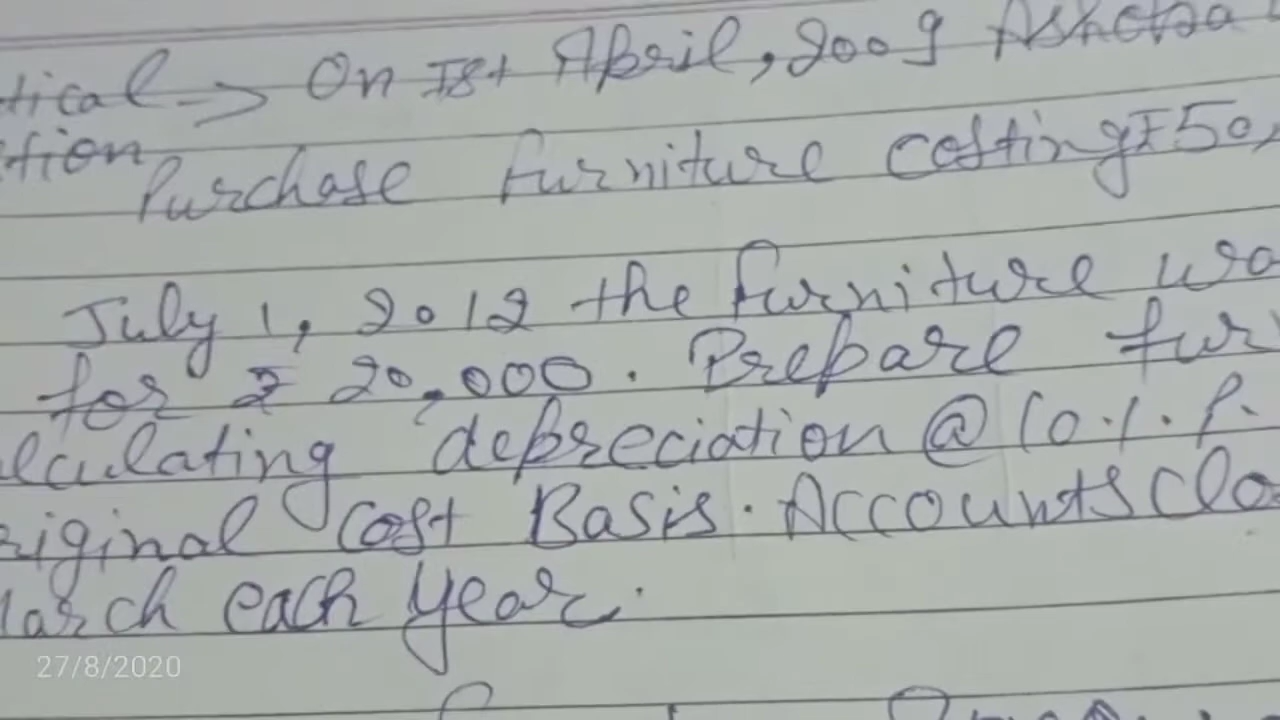 tical → On Ist April, 2009 Ashoka
tion
Purchase furniture costing ₹50,
July 1, 2012 the furniture wa
for ₹ 20,000. Prepare fur
lculating depreciation @ 10.%. P.
riginal Cost Basis. Accounts clo
larch each year.
27/8/2020